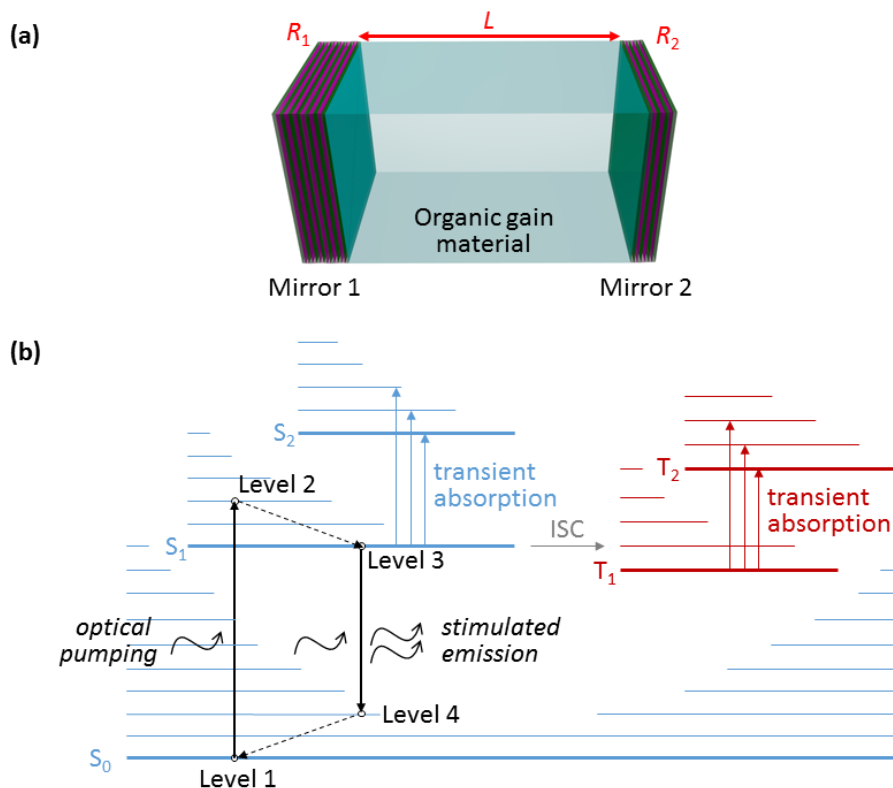 (a)
R1
L
R2
Organic gain
material
Mirror 1
Mirror 2
(b)
S2
Level 2
transient
absorption
T2
transient
absorption
ISC
S1
Level 3
T1
optical
pumping
stimulated
emission
Level 4
S0
Level 1